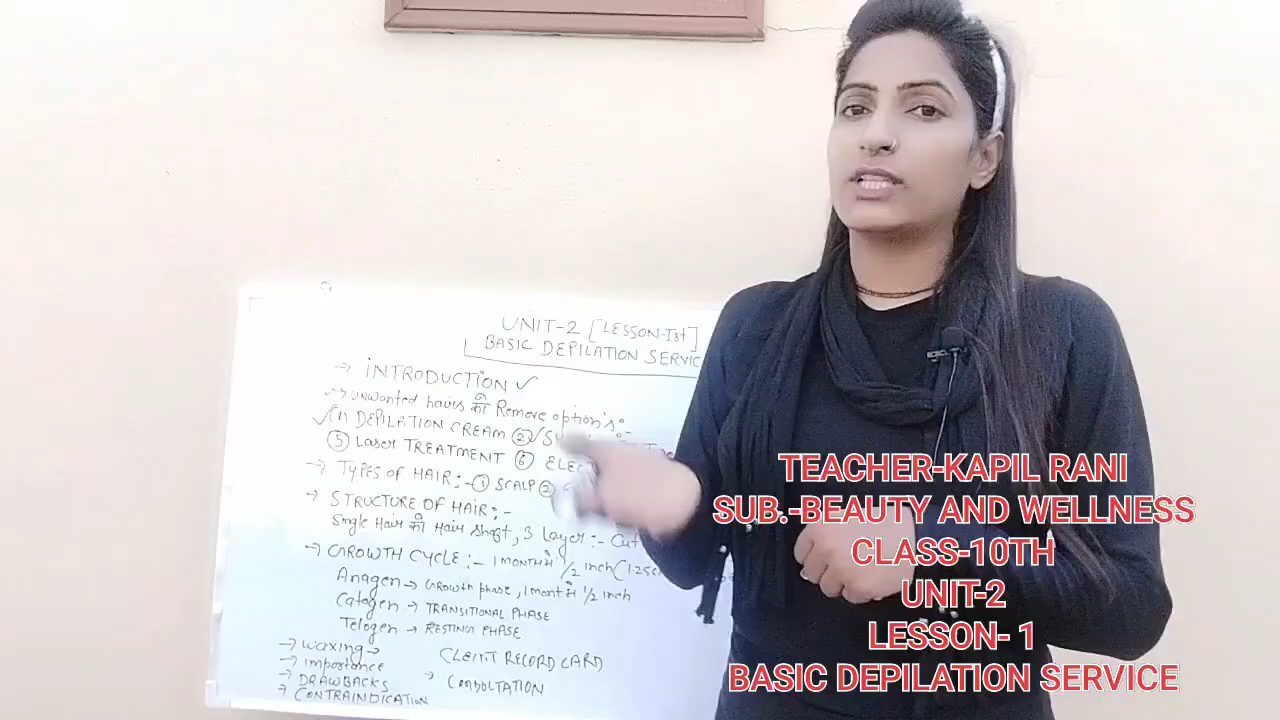 UNIT-2 [LESSON-Ist]
BASIC DEPILATION SERVIC
→ INTRODUCTION ✓
→ unwanted hairs को Remove option's:-
✓(1) DEPILATION CREAM ②✓
⑤ Laser TREATMENT ⑥ ELEC
→ TYPES OF HAIR:- ① SCALP ②
→ STRUCTURE OF HAIR:-
Single Hair को Hair shaft, 3 Layer:- Cut
→ GROWTH CYCLE:- 1 MONTH में 1/2 inch (1.25c
Anagen → Growth phase, 1 month में 1/2 inch
Catagen → TRANSITIONAL PHASE
Telogen → RESTING PHASE
→ waxing →
→ importance
→ DRAWBACKS
→ CONTRAINDICATION
CLEINT RECORD CARD
→
TEACHER-KAPIL RANI
SUB.-BEAUTY AND WELLNESS
CLASS-10TH
UNIT-2
LESSON- 1
BASIC DEPILATION SERVICE